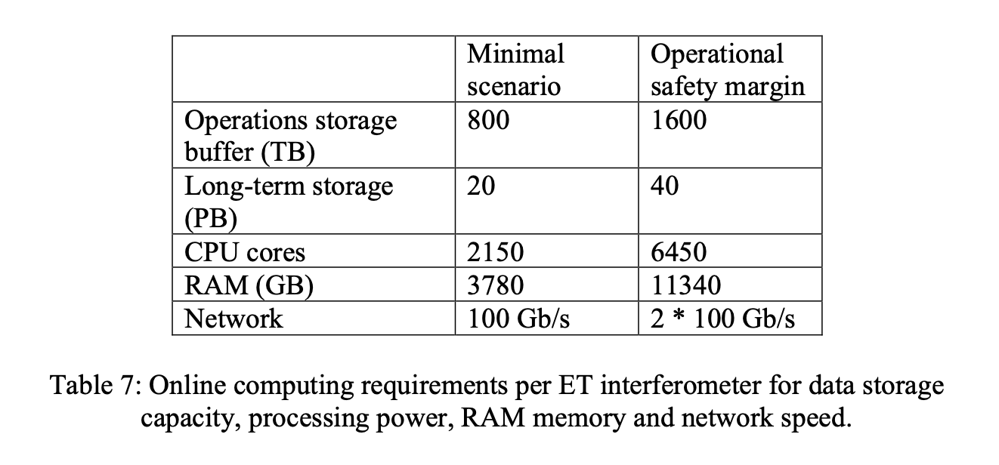 Minimal scenario
Operational safety margin
Operations storage buffer (TB)
800
1600
Long-term storage (PB)
20
40
CPU cores
2150
6450
RAM (GB)
3780
11340
Network
100 Gb/s
2 * 100 Gb/s
Table 7: Online computing requirements per ET interferometer for data storage
capacity, processing power, RAM memory and network speed.